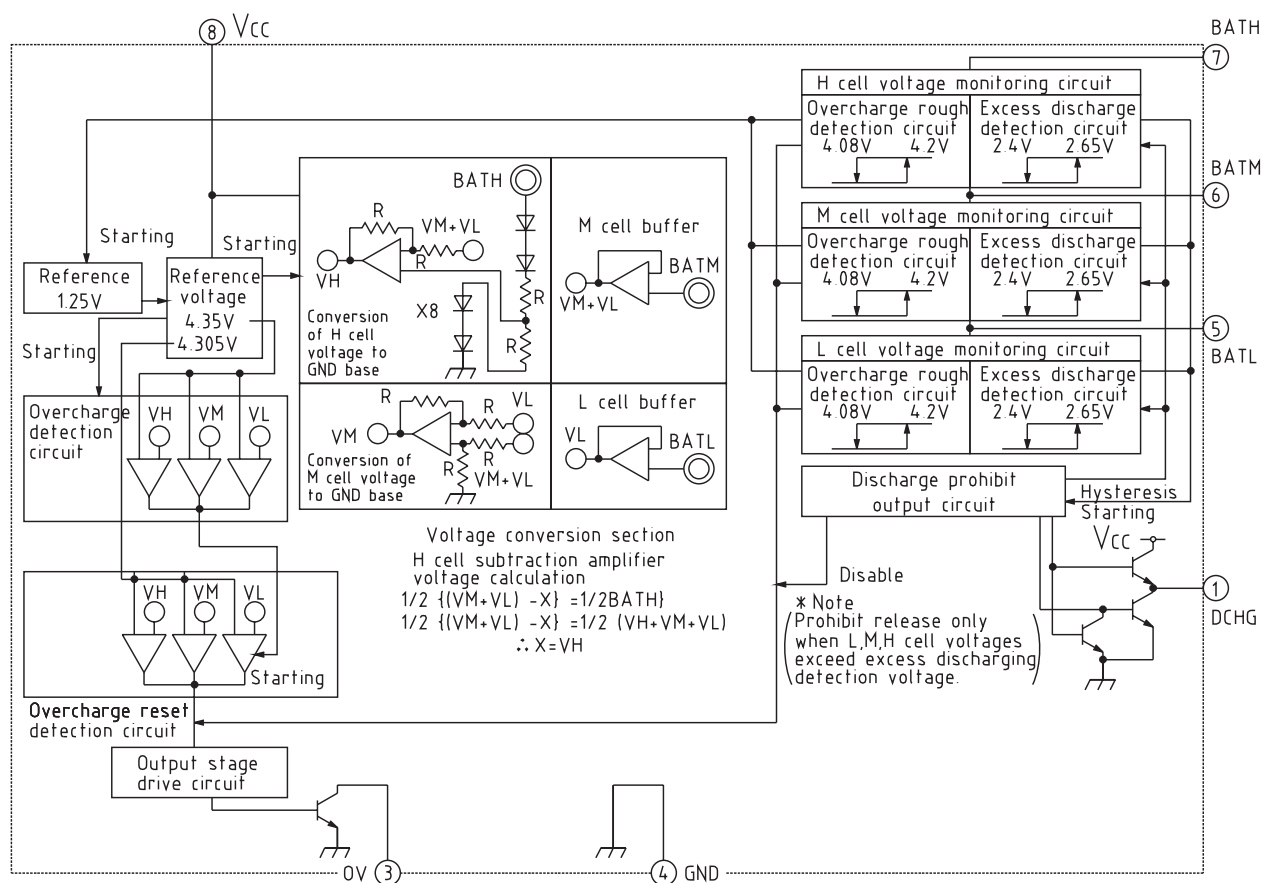 8 VCC
BATH
7
H cell voltage monitoring circuit
Overcharge rough detection circuit
4.08V 4.2V
Excess discharge detection circuit
2.4V 2.65V
BATM
6
M cell voltage monitoring circuit
Overcharge rough detection circuit
4.08V 4.2V
Excess discharge detection circuit
2.4V 2.65V
5
BATL
L cell voltage monitoring circuit
Overcharge rough detection circuit
4.08V 4.2V
Excess discharge detection circuit
2.4V 2.65V
Starting
Starting
Reference
1.25V
Reference
voltage
4.35V
4.305V
Starting
BATH
R
VM+VL
R
VH
X8
R
R
Conversion
of H cell
voltage to
GND base
M cell buffer
BATM
VM+VL
R
R
VL
VM
R
R
VM+VL
Conversion of
M cell voltage
to GND base
L cell buffer
VL
BATL
Overcharge
detection
circuit
VH VM VL
VH VM VL
Starting
Overcharge reset
detection circuit
Voltage conversion section
H cell subtraction amplifier
voltage calculation
1/2 {(VM+VL) -X} =1/2BATH}
1/2 {(VM+VL) -X} =1/2 (VH+VM+VL)
∴ X=VH
Discharge prohibit
output circuit
Hysteresis
Starting
VCC
Disable
* Note
(Prohibit release only
when L,M,H cell voltages
exceed excess discharging
detection voltage.)
1
DCHG
Output stage
drive circuit
OV 3
4 GND